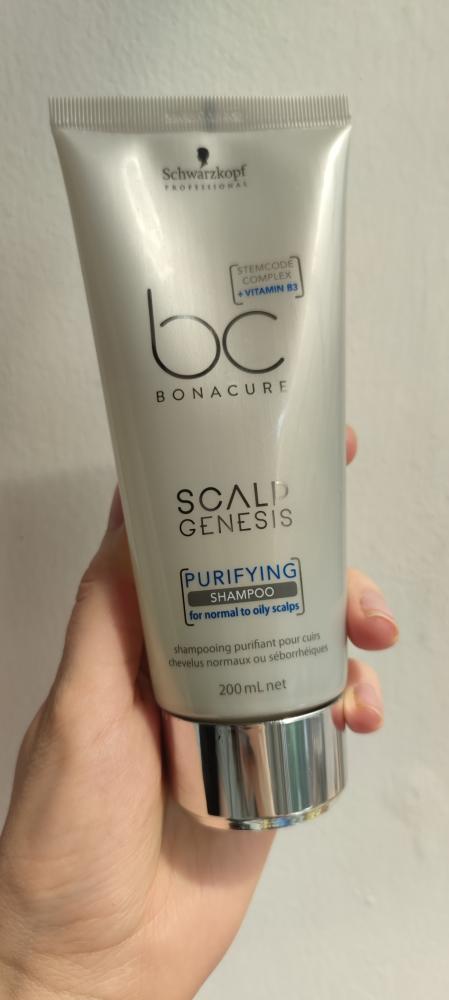 Schwarzkopf
PROFESSIONAL
STEMCODE
COMPLEX
+ VITAMIN B3
bc
BONACURE
SCALP
GENESIS
PURIFYING
SHAMPOO
for normal to oily scalps
shampooing purifiant pour cuirs
chevelus normaux ou séborrhéiques
200 mL net